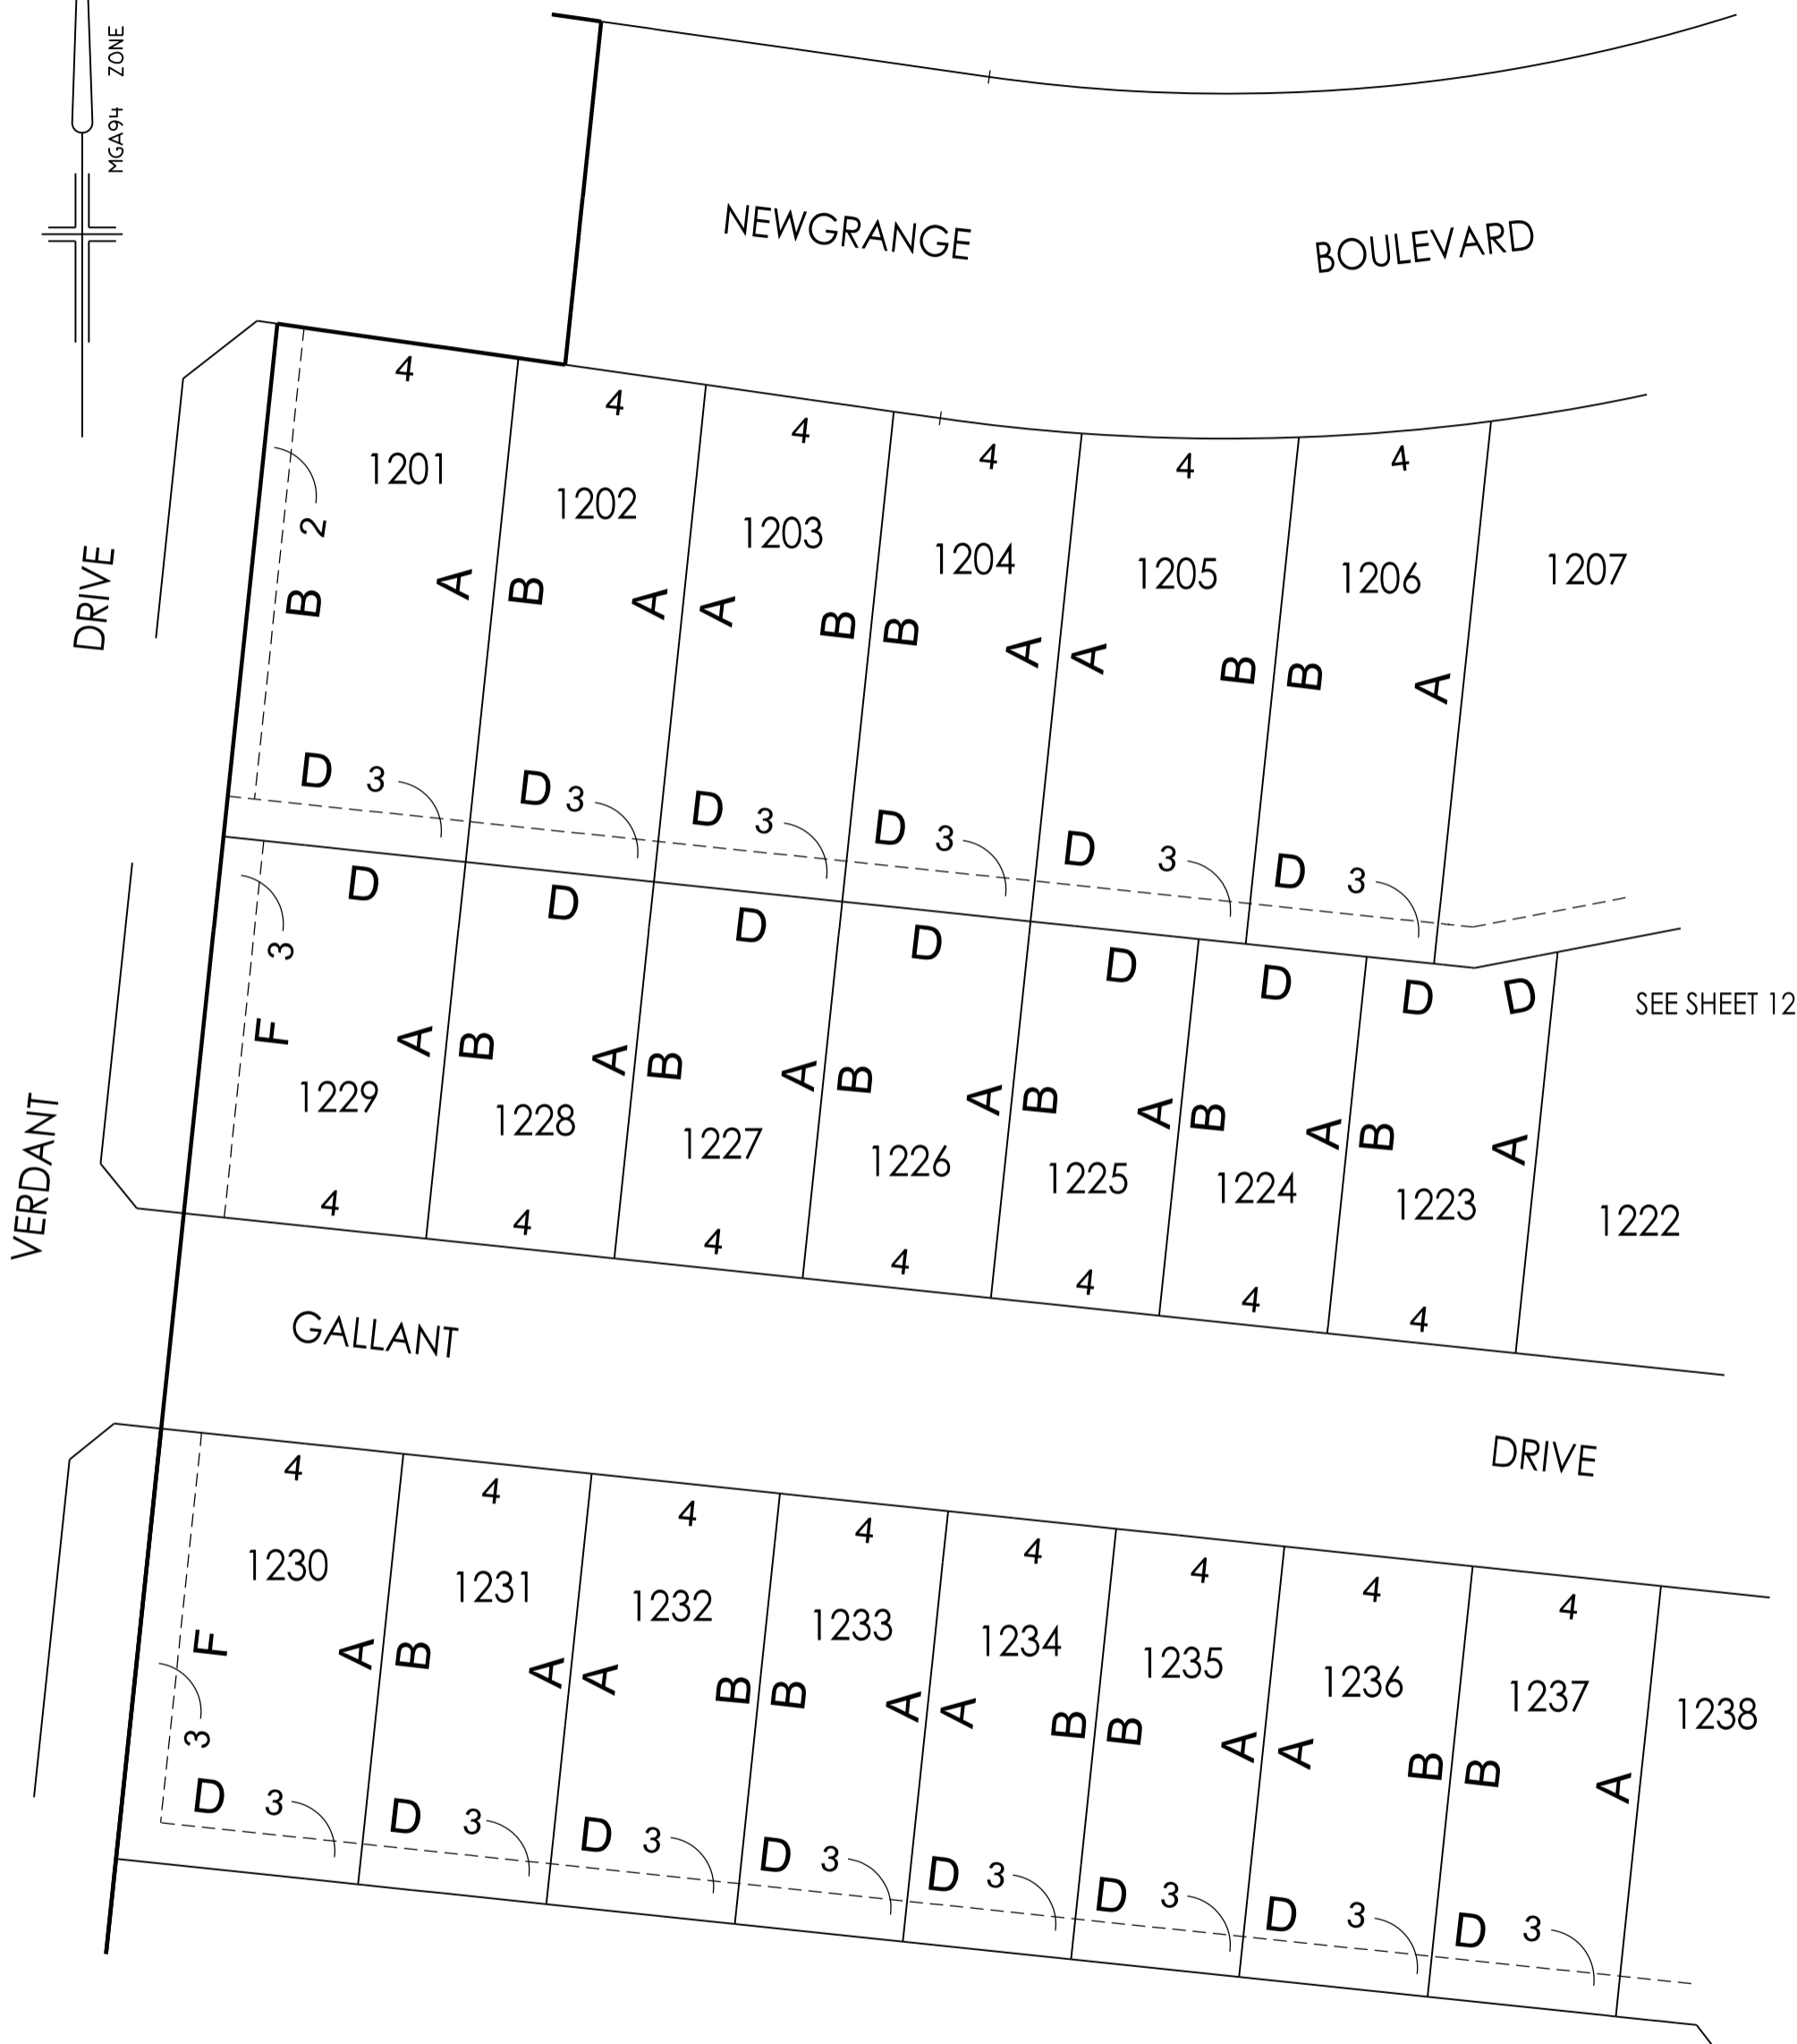 MGA94 ZONE
NEWGRANGE BOULEVARD
4 4 4 4 4 4
1201 1202 1203 1204 1205 1206 1207
2
DRIVE
B A B A A B B A A B B A
D 3 D 3 D 3 D 3 D 3 D 3
D D D D D D D D
SEE SHEET 12
3
F A B A B A B A B A B A B A
1229 1228 1227 1226 1225 1224 1223 1222
VERDANT
4 4 4 4 4 4 4
GALLANT DRIVE
4 4 4 4 4 4 4 4
1230 1231 1232 1233 1234 1235 1236 1237 1238
F A B A A B B A A B B A A B B A
3
D 3 D 3 D 3 D 3 D 3 D 3 D 3 D 3